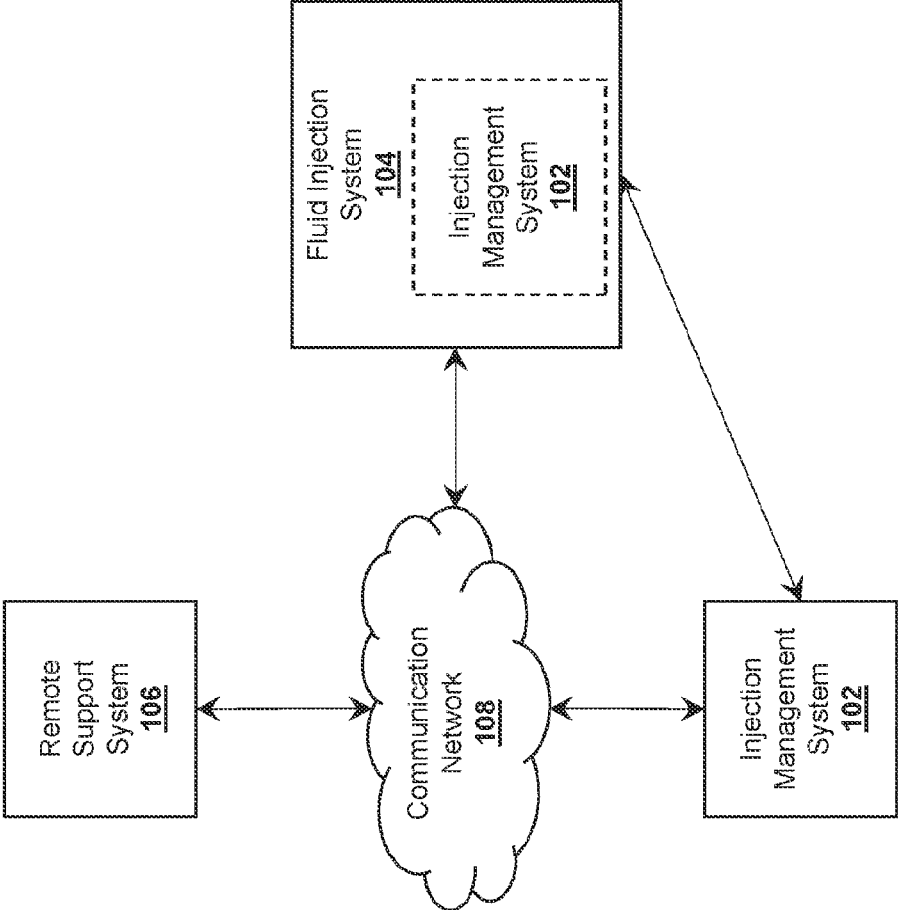 Fluid Injection
System
104
Injection
Management
System
102
Remote
Support
System
106
Communication
Network
108
Injection
Management
System
102